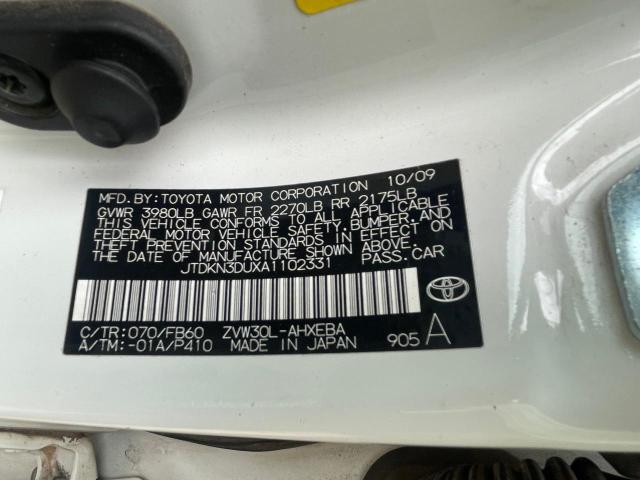 MFD. BY: TOYOTA MOTOR CORPORATION 10/09
GVWR 3980LB GAWR FR 2270LB RR 2175LB
THIS VEHICLE CONFORMS TO ALL APPLICABLE
FEDERAL MOTOR VEHICLE SAFETY, BUMPER, AND
THEFT PREVENTION STANDARDS IN EFFECT ON
THE DATE OF MANUFACTURE SHOWN ABOVE.
JTDKN3DUXA1102331 PASS. CAR
C/TR: 070/FB60 ZVW30L-AHXEBA
A/TM: -01A/P410 MADE IN JAPAN 905 A